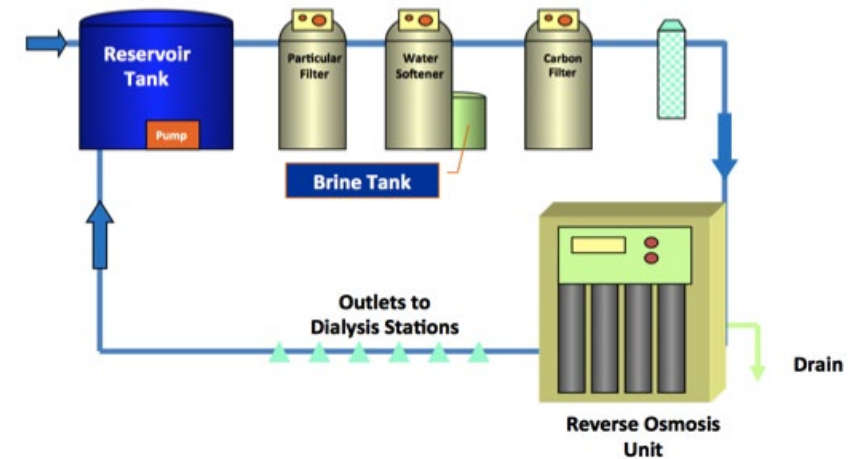 Reservoir
Tank
Pump
Particular
Filter
Water
Softener
Carbon
Filter
Brine Tank
Outlets to
Dialysis Stations
Drain
Reverse Osmosis
Unit